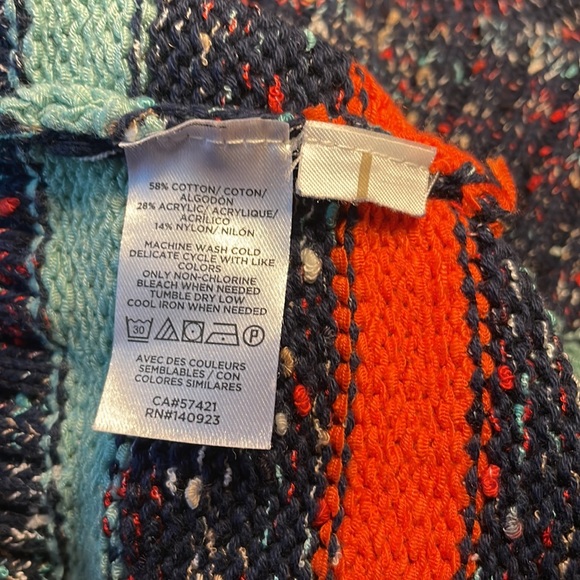 58% COTTON/ COTON/
ALGODÓN
28% ACRYLIC/ ACRYLIQUE/
ACRÍLICO
14% NYLON/ NILÓN
MACHINE WASH COLD
DELICATE CYCLE WITH LIKE
COLORS
ONLY NON-CHLORINE
BLEACH WHEN NEEDED
TUMBLE DRY LOW
COOL IRON WHEN NEEDED
30 P
AVEC DES COULEURS
SEMBLABLES / CON
COLORES SIMILARES
CA#57421
RN#140923